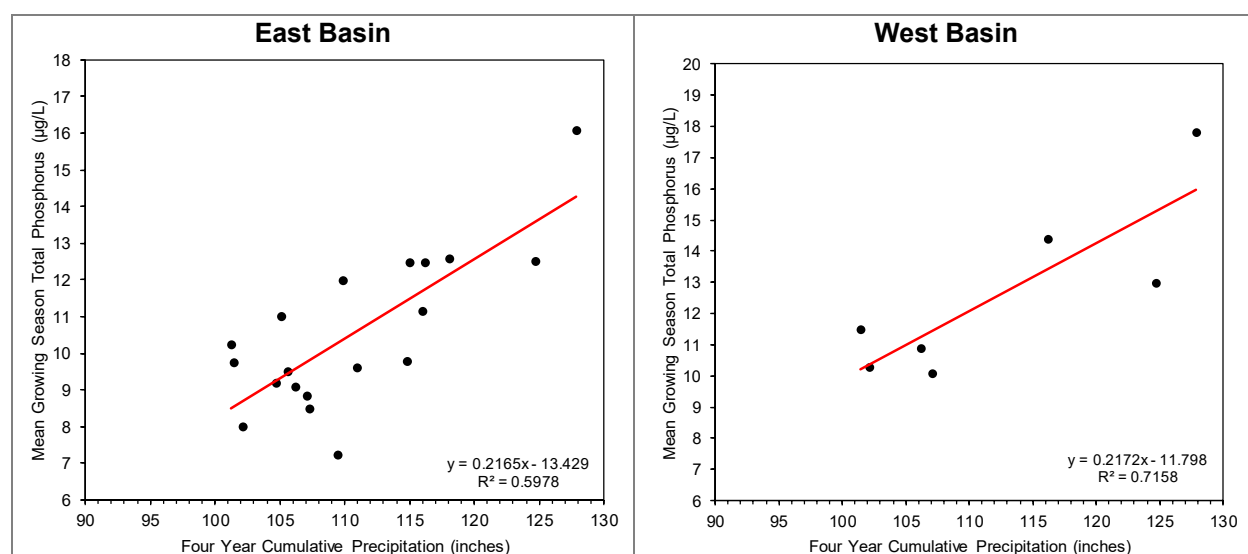 East Basin
Mean Growing Season Total Phosphorus (µg/L)
18
17
16
15
14
13
12
11
10
9
8
7
6
y = 0.2165x - 13.429
R² = 0.5978
90 95 100 105 110 115 120 125 130
Four Year Cumulative Precipitation (inches)
West Basin
Mean Growing Season Total Phosphorus (µg/L)
20
19
18
17
16
15
14
13
12
11
10
9
8
7
6
y = 0.2172x - 11.798
R² = 0.7158
90 95 100 105 110 115 120 125 130
Four Year Cumulative Precipitation (inches)